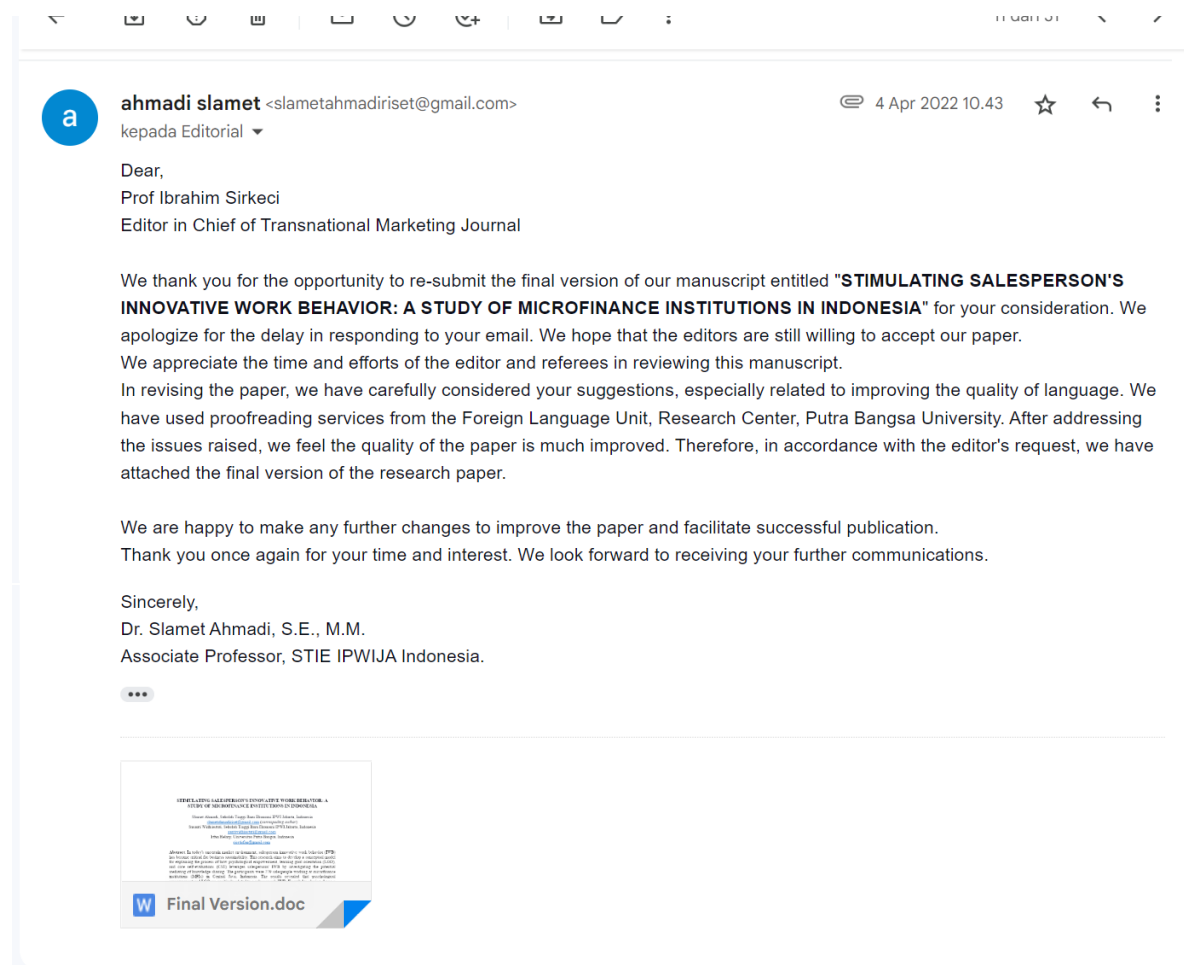 11 dari 31
a
ahmadi slamet <slametahmadiriset@gmail.com>
4 Apr 2022 10.43
kepada Editorial
Dear,
Prof Ibrahim Sirkeci
Editor in Chief of Transnational Marketing Journal
We thank you for the opportunity to re-submit the final version of our manuscript entitled "STIMULATING SALESPERSON'S
INNOVATIVE WORK BEHAVIOR: A STUDY OF MICROFINANCE INSTITUTIONS IN INDONESIA" for your consideration. We
apologize for the delay in responding to your email. We hope that the editors are still willing to accept our paper.
We appreciate the time and efforts of the editor and referees in reviewing this manuscript.
In revising the paper, we have carefully considered your suggestions, especially related to improving the quality of language. We
have used proofreading services from the Foreign Language Unit, Research Center, Putra Bangsa University. After addressing
the issues raised, we feel the quality of the paper is much improved. Therefore, in accordance with the editor's request, we have
attached the final version of the research paper.
We are happy to make any further changes to improve the paper and facilitate successful publication.
Thank you once again for your time and interest. We look forward to receiving your further communications.
Sincerely,
Dr. Slamet Ahmadi, S.E., M.M.
Associate Professor, STIE IPWIJA Indonesia.
STIMULATING SALESPERSON'S INNOVATIVE WORK BEHAVIOR: A
STUDY OF MICROFINANCE INSTITUTIONS IN INDONESIA
W Final Version.doc